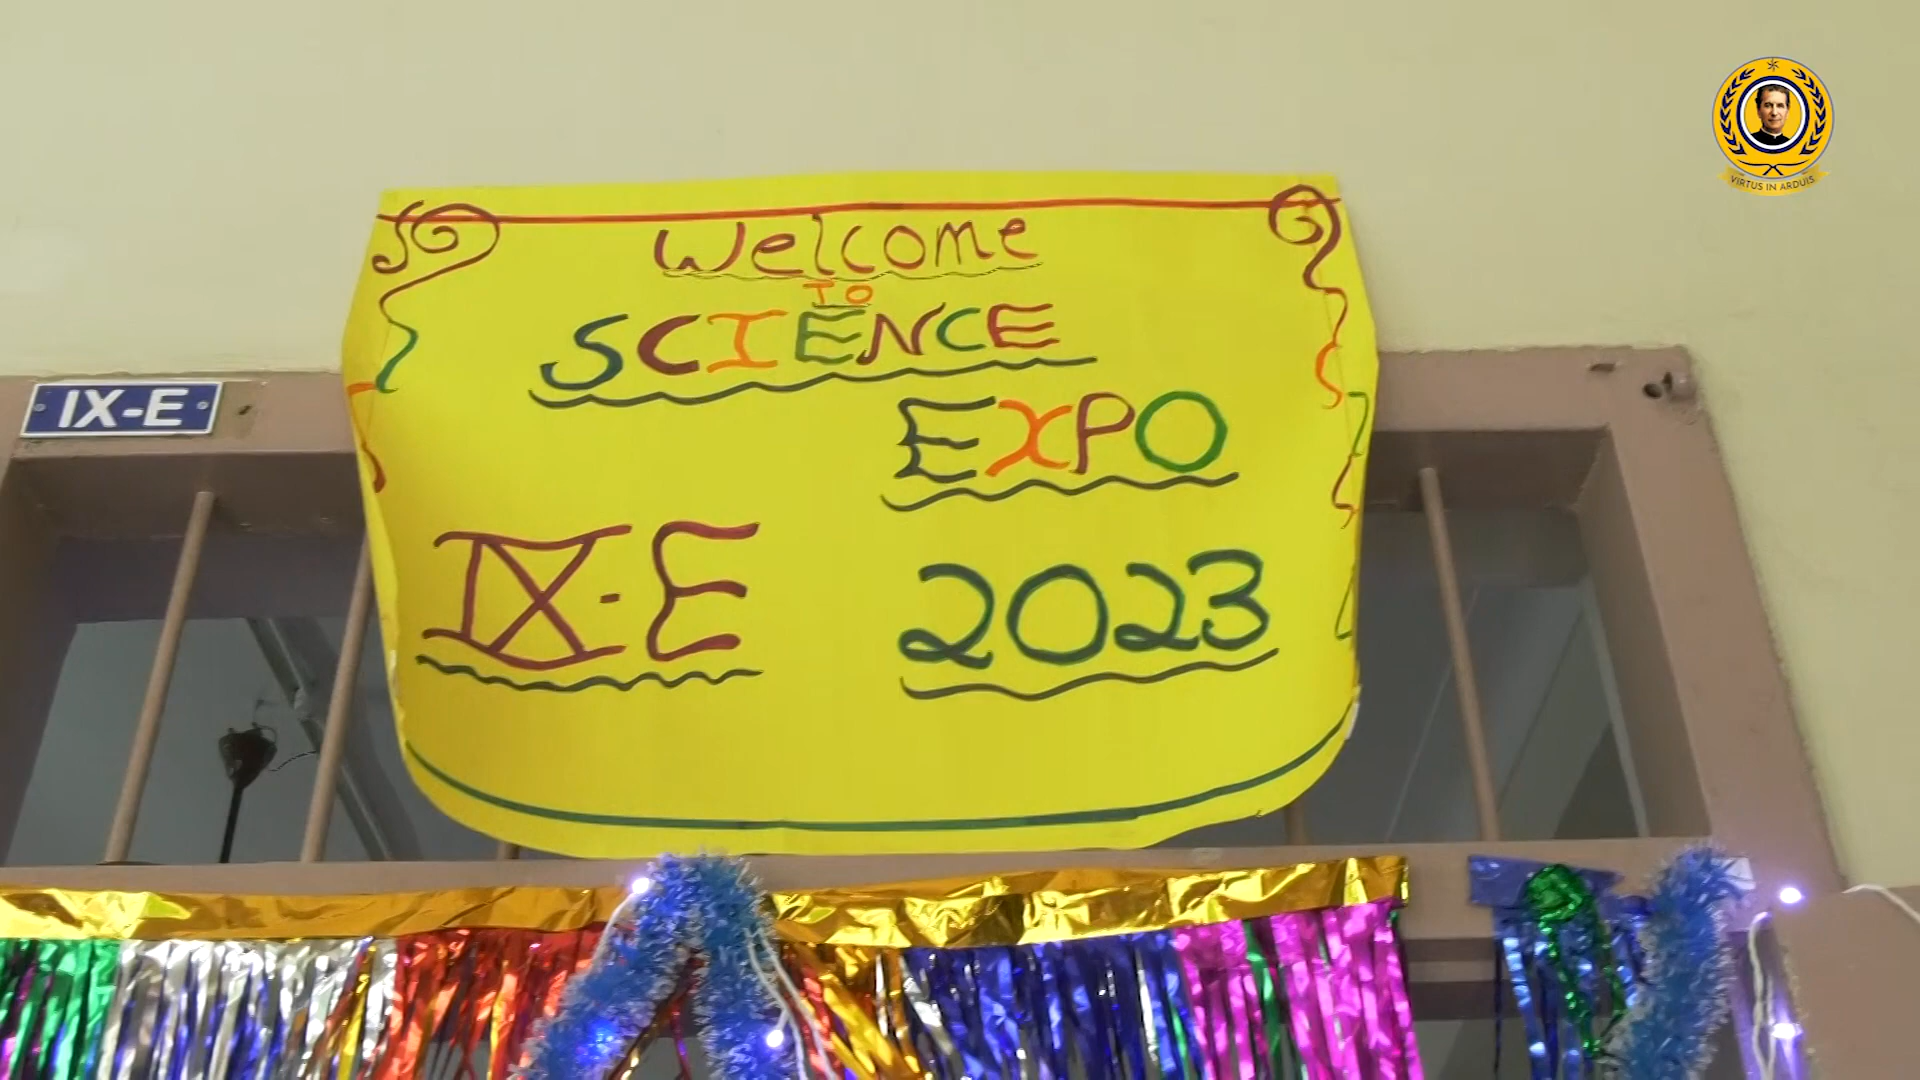 VIRTUS IN ARDUIS
Welcome
TO
SCIENCE
EXPO
IX-E
IX-E 2023